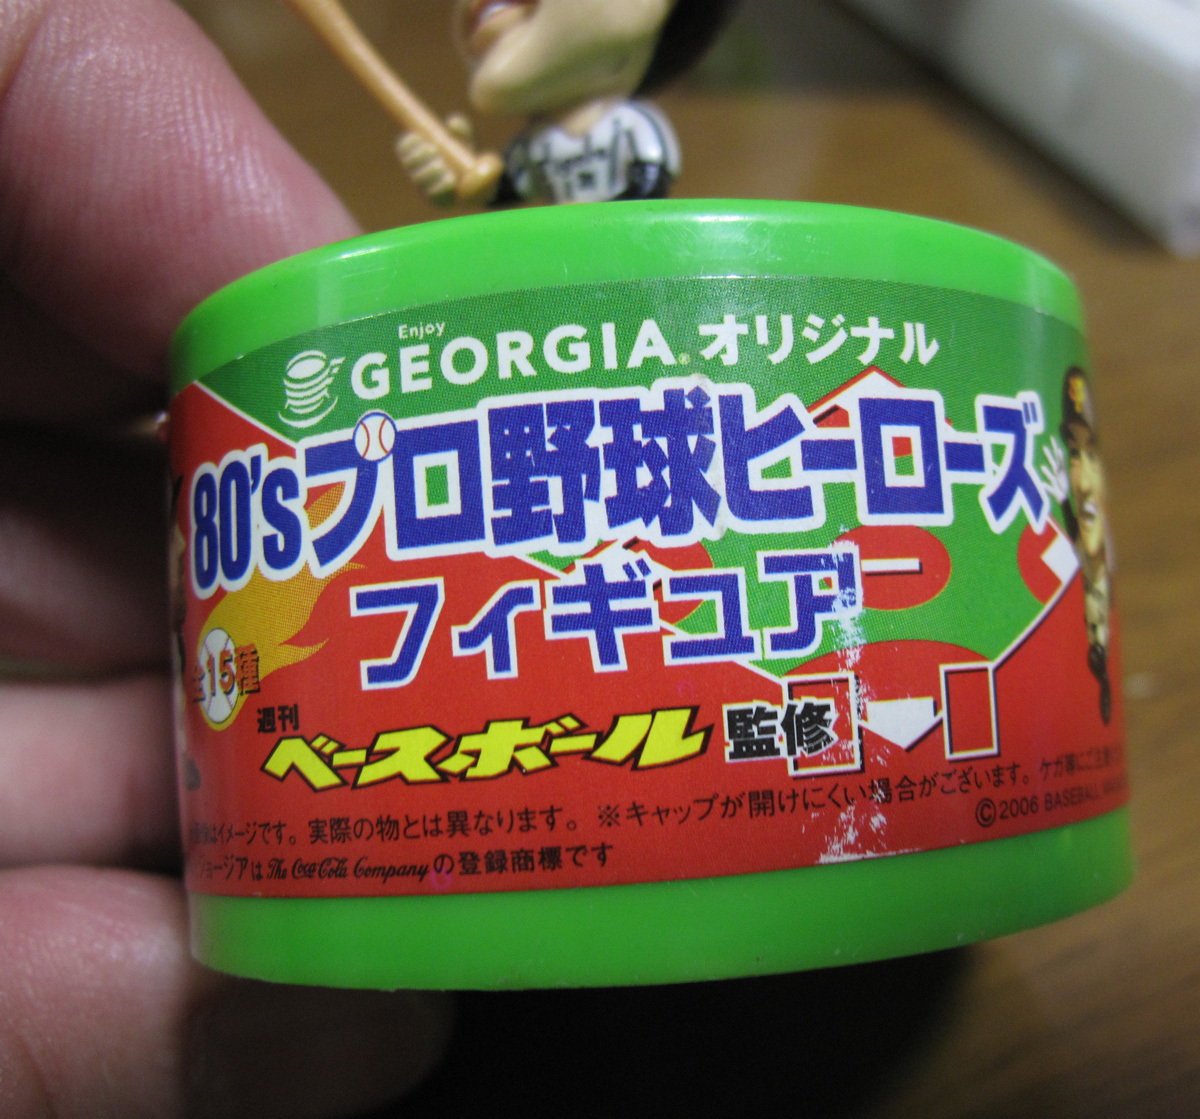 Enjoy
GEORGIA® オリジナル
80'sプロ野球ヒーローズ
フィギュア
全15種
週刊
ベースボール 監修
はイメージです。実際の物とは異なります。※キャップが開けにくい場合がございます。ケガ等にご注意
©2006 BASEBALL
ョージアは The Coca-Cola Company の登録商標です